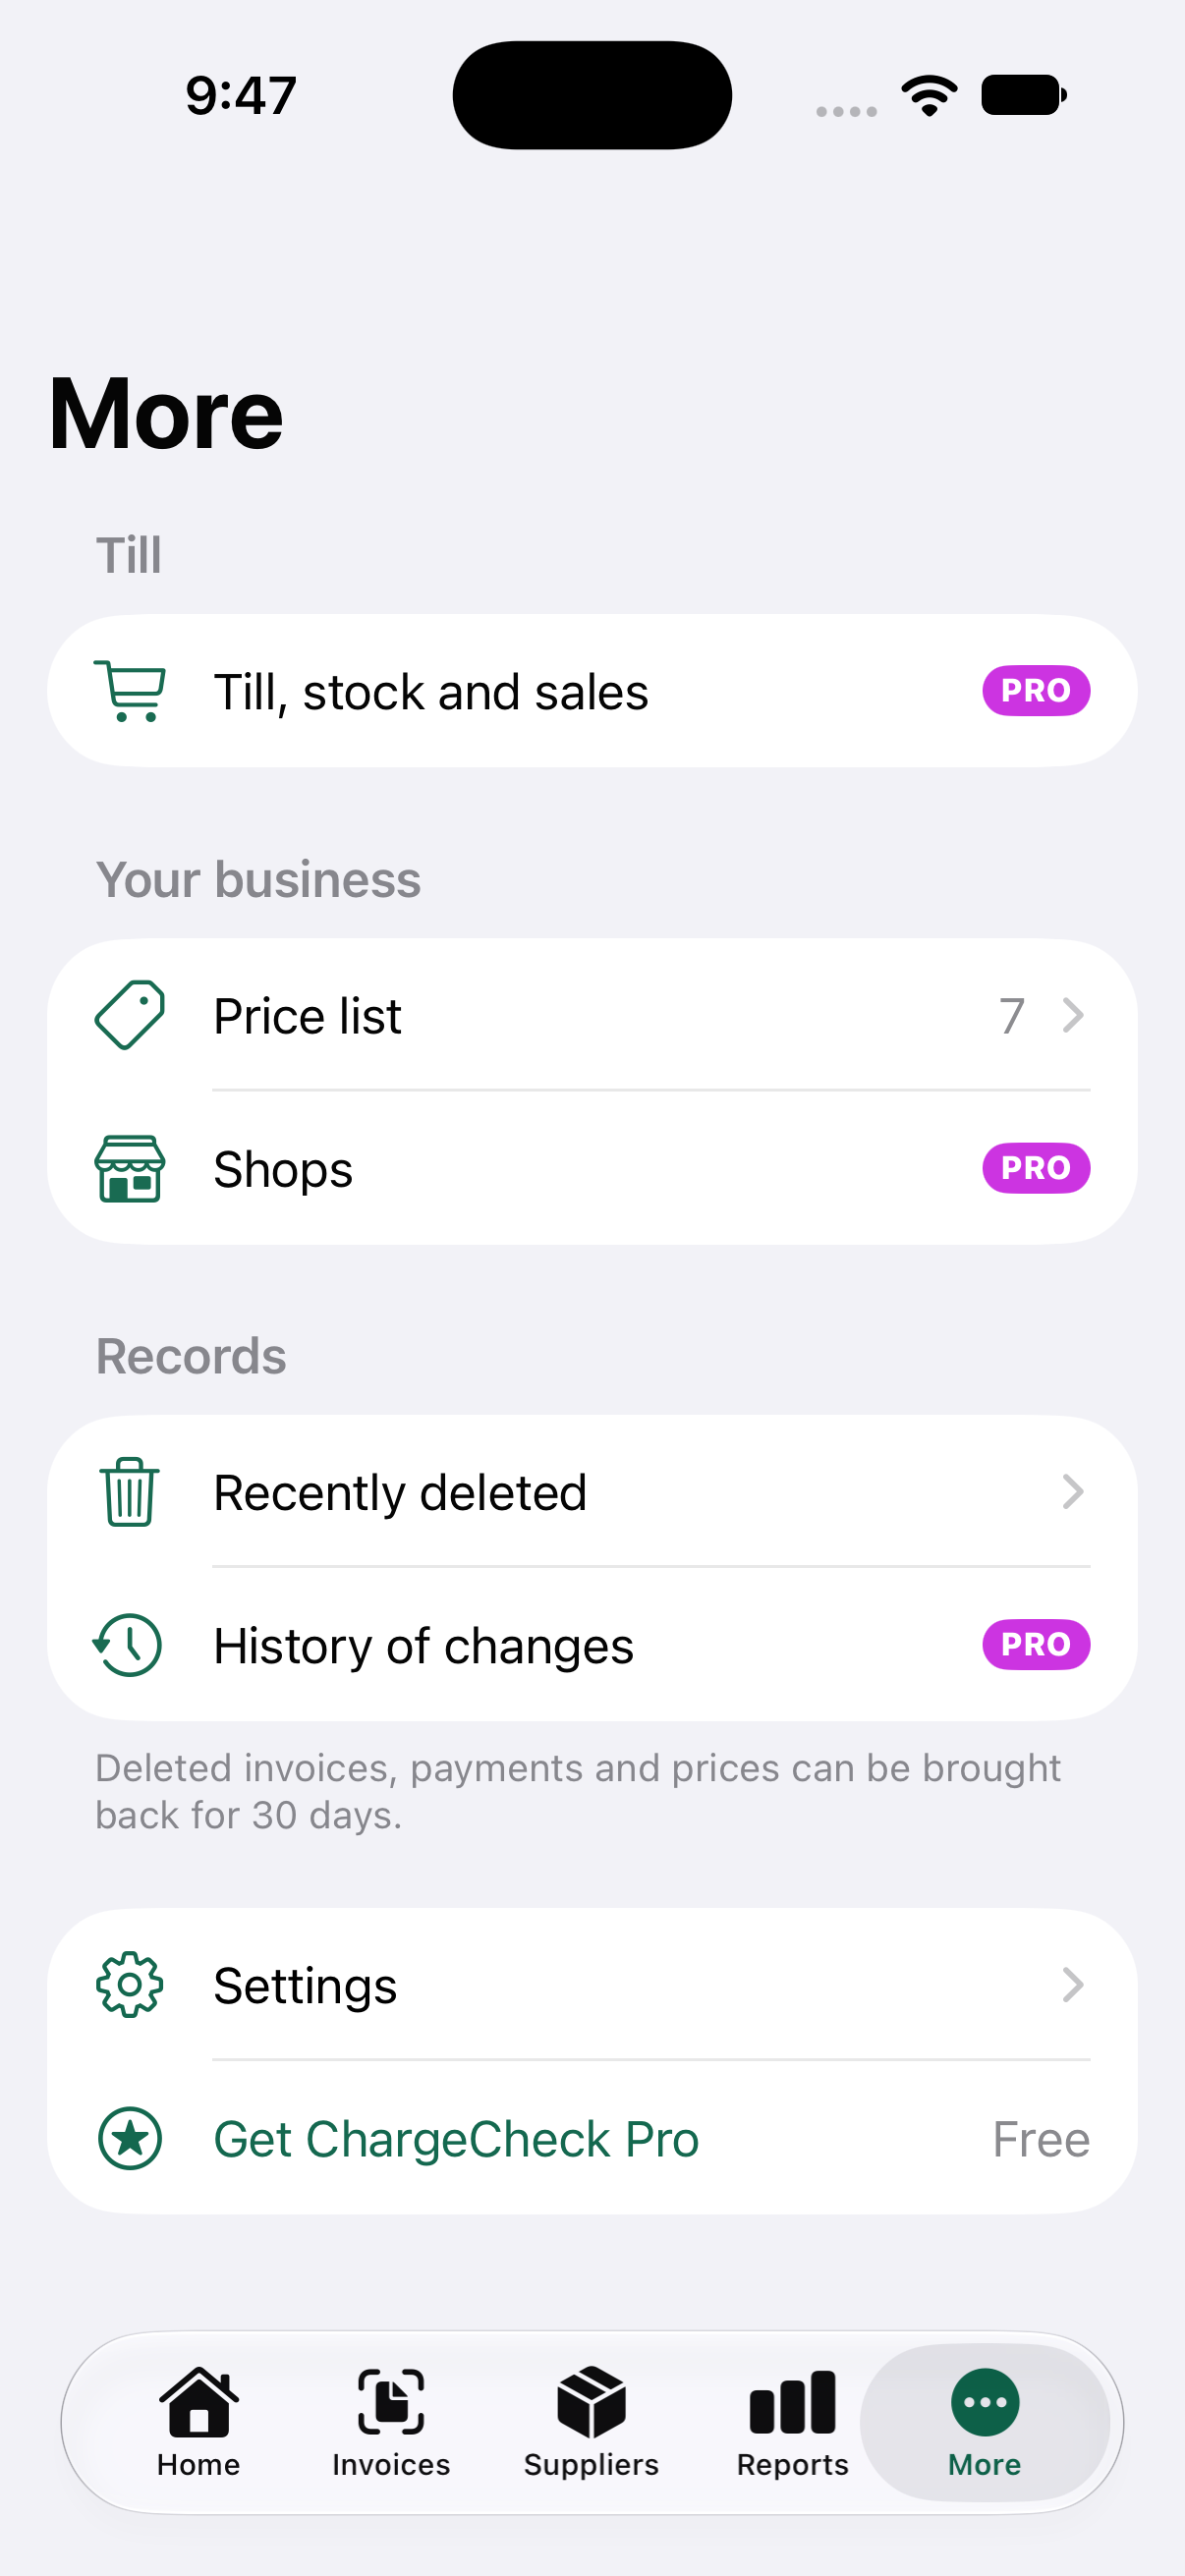 9:47
More
Till
Till, stock and sales PRO
Your business
Price list 7
Shops PRO
Records
Recently deleted
History of changes PRO
Deleted invoices, payments and prices can be brought
back for 30 days.
Settings
Get ChargeCheck Pro Free
Home Invoices Suppliers Reports More